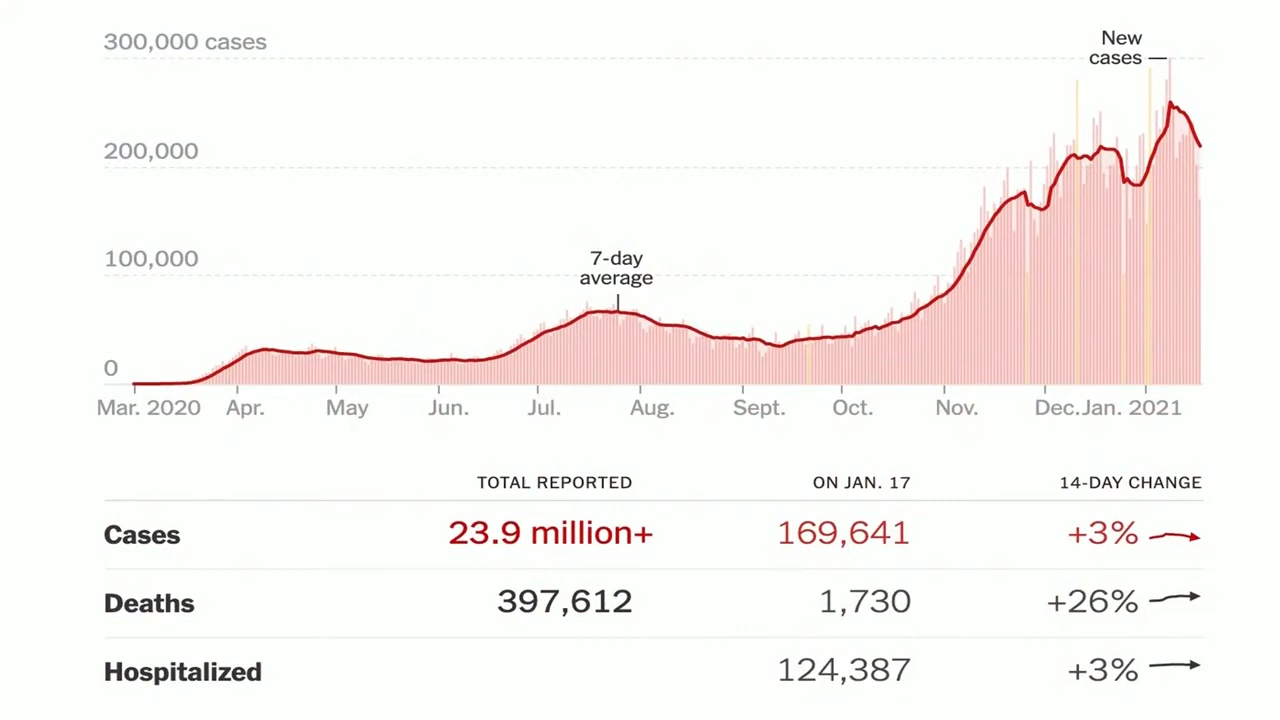 300,000 cases
New
cases
200,000
7-day
average
100,000
0
Mar. 2020 Apr. May Jun. Jul. Aug. Sept. Oct. Nov. Dec. Jan. 2021
TOTAL REPORTED ON JAN. 17 14-DAY CHANGE
Cases 23.9 million+ 169,641 +3%
Deaths 397,612 1,730 +26%
Hospitalized 124,387 +3%